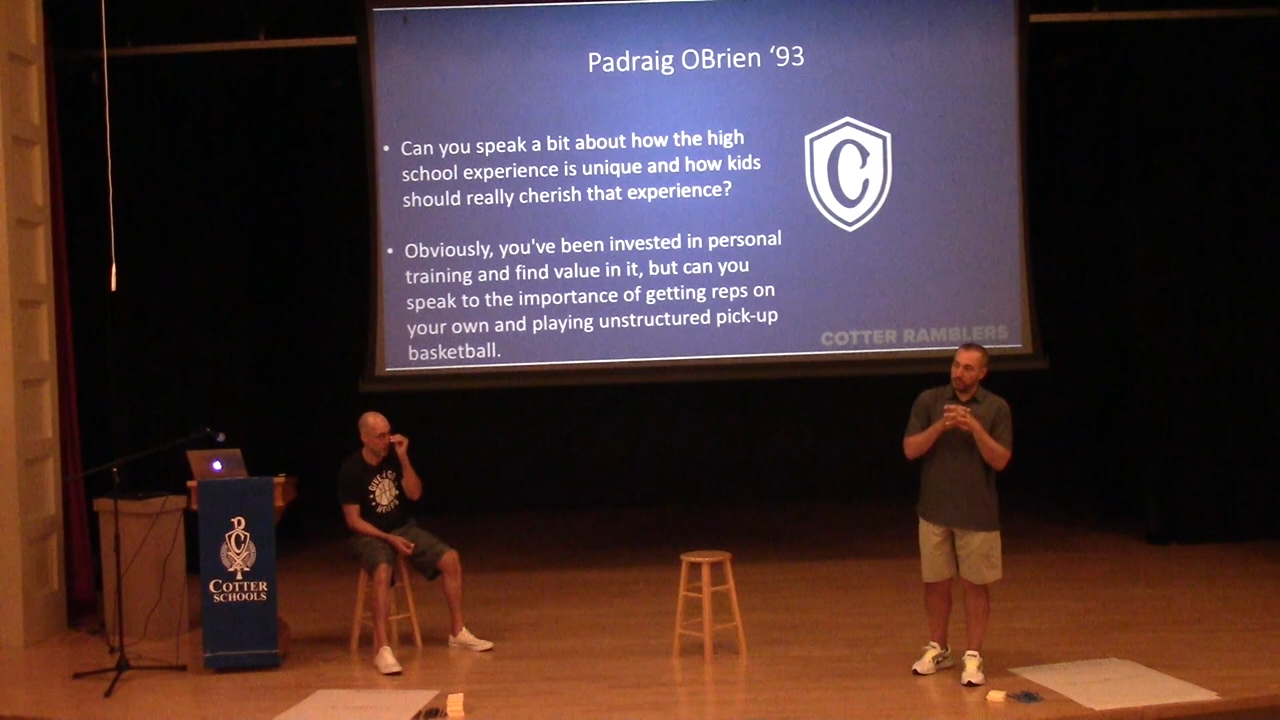 Padraig OBrien ‘93
• Can you speak a bit about how the high
school experience is unique and how kids
should really cherish that experience?
• Obviously, you've been invested in personal
training and find value in it, but can you
speak to the importance of getting reps on
your own and playing unstructured pick-up
basketball.
C
COTTER RAMBLERS
GIVE & GO
HOOPS
C
COTTER
SCHOOLS